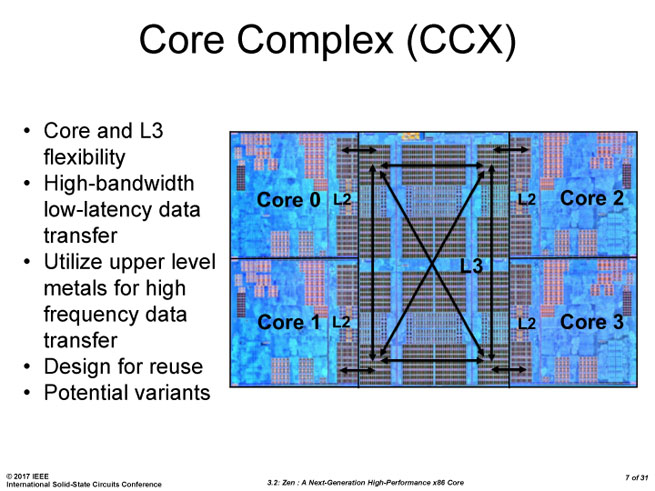 Core Complex (CCX)
• Core and L3
flexibility
• High-bandwidth
low-latency data
transfer
• Utilize upper level
metals for high
frequency data
transfer
• Design for reuse
• Potential variants
Core 0 L2
L2 Core 2
L3
Core 1 L2
L2 Core 3
© 2017 IEEE
International Solid-State Circuits Conference
3.2: Zen : A Next-Generation High-Performance x86 Core
7 of 31